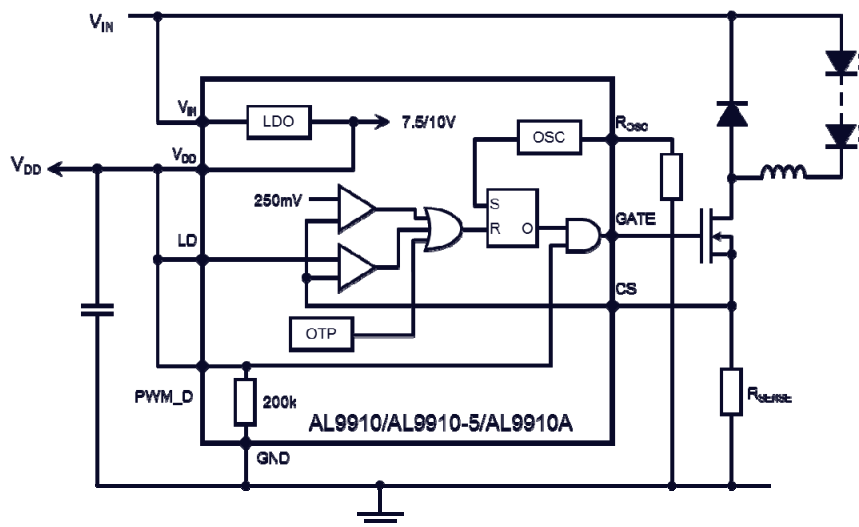 VIN
VIN
LDO
7.5/10V
ROSC
OSC
VDD
VDD
250mV
S
R
O
GATE
LD
CS
OTP
PWM_D
200k
RSENSE
AL9910/AL9910-5/AL9910A
GND